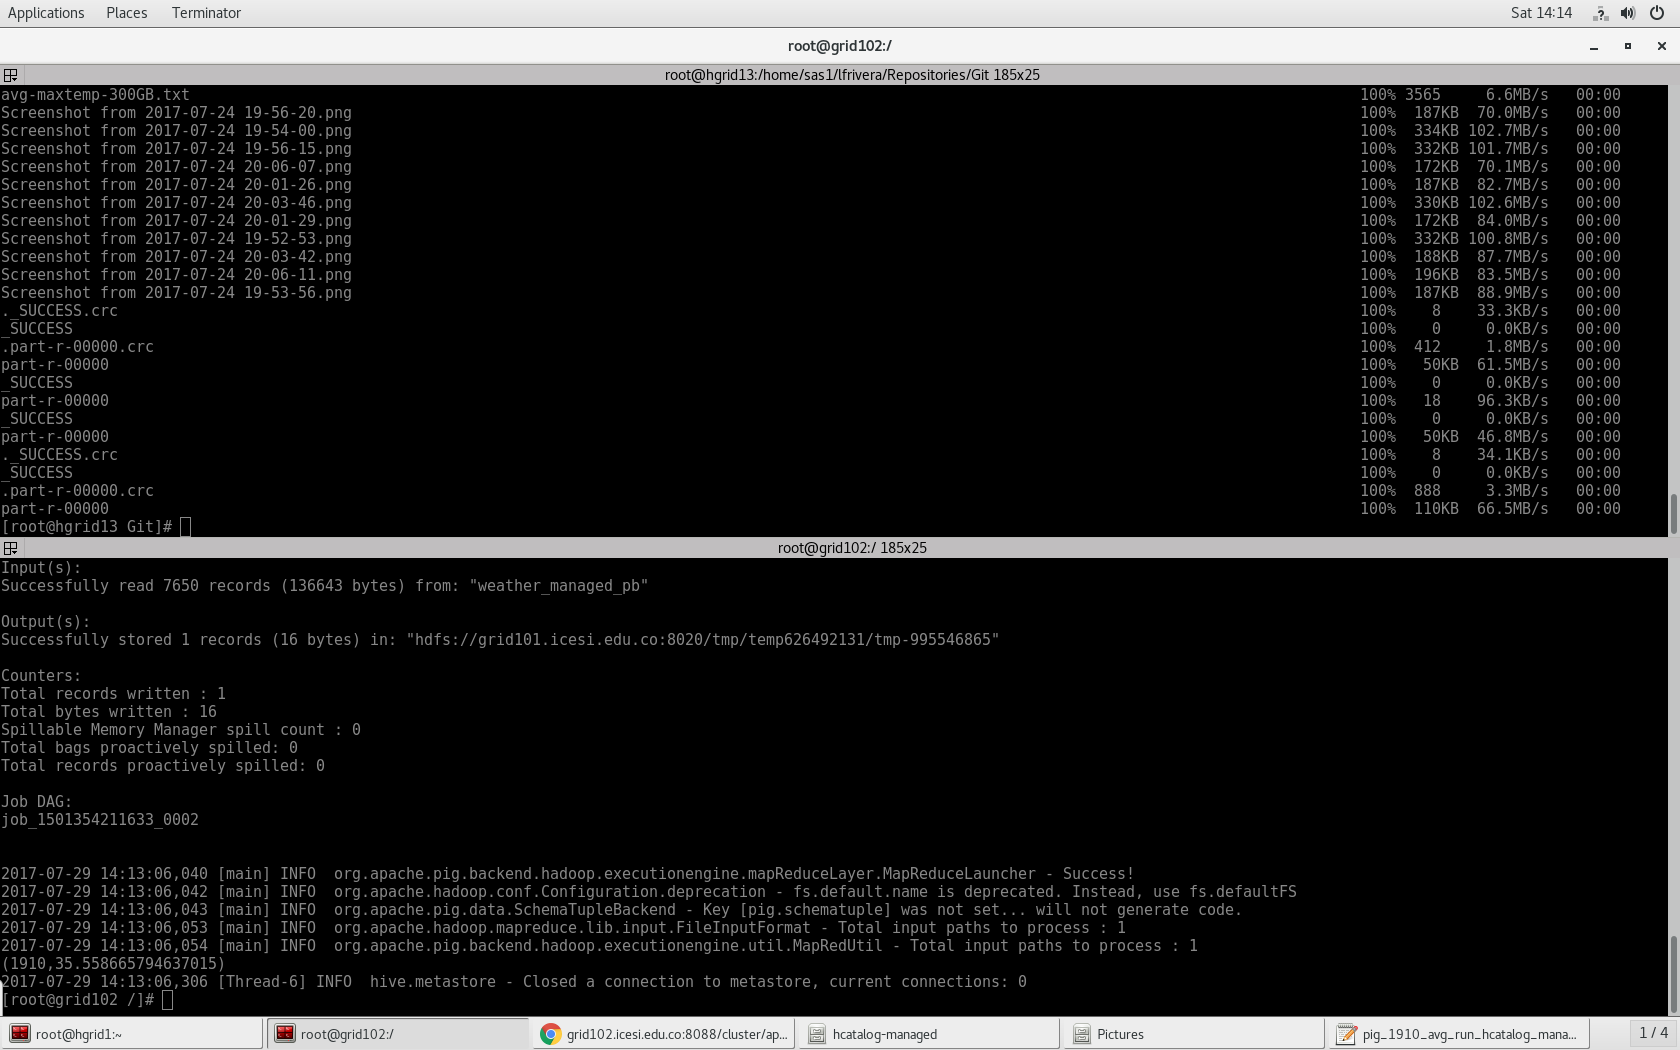 Applications Places Terminator Sat 14:14
root@grid102:/
root@hgrid13:/home/sas1/lfrivera/Repositories/Git 185x25
avg-maxtemp-300GB.txt 100% 3565 6.6MB/s 00:00
Screenshot from 2017-07-24 19-56-20.png 100% 187KB 70.0MB/s 00:00
Screenshot from 2017-07-24 19-54-00.png 100% 334KB 102.7MB/s 00:00
Screenshot from 2017-07-24 19-56-15.png 100% 332KB 101.7MB/s 00:00
Screenshot from 2017-07-24 20-06-07.png 100% 172KB 70.1MB/s 00:00
Screenshot from 2017-07-24 20-01-26.png 100% 187KB 82.7MB/s 00:00
Screenshot from 2017-07-24 20-03-46.png 100% 330KB 102.6MB/s 00:00
Screenshot from 2017-07-24 20-01-29.png 100% 172KB 84.0MB/s 00:00
Screenshot from 2017-07-24 19-52-53.png 100% 332KB 100.8MB/s 00:00
Screenshot from 2017-07-24 20-03-42.png 100% 188KB 87.7MB/s 00:00
Screenshot from 2017-07-24 20-06-11.png 100% 196KB 83.5MB/s 00:00
Screenshot from 2017-07-24 19-53-56.png 100% 187KB 88.9MB/s 00:00
._SUCCESS.crc 100% 8 33.3KB/s 00:00
_SUCCESS 100% 0 0.0KB/s 00:00
.part-r-00000.crc 100% 412 1.8MB/s 00:00
part-r-00000 100% 50KB 61.5MB/s 00:00
_SUCCESS 100% 0 0.0KB/s 00:00
part-r-00000 100% 18 96.3KB/s 00:00
_SUCCESS 100% 0 0.0KB/s 00:00
part-r-00000 100% 50KB 46.8MB/s 00:00
._SUCCESS.crc 100% 8 34.1KB/s 00:00
_SUCCESS 100% 0 0.0KB/s 00:00
.part-r-00000.crc 100% 888 3.3MB/s 00:00
part-r-00000 100% 110KB 66.5MB/s 00:00
[root@hgrid13 Git]#
root@grid102:/ 185x25
Input(s):
Successfully read 7650 records (136643 bytes) from: "weather_managed_pb"
Output(s):
Successfully stored 1 records (16 bytes) in: "hdfs://grid101.icesi.edu.co:8020/tmp/temp626492131/tmp-995546865"
Counters:
Total records written : 1
Total bytes written : 16
Spillable Memory Manager spill count : 0
Total bags proactively spilled: 0
Total records proactively spilled: 0
Job DAG:
job_1501354211633_0002
2017-07-29 14:13:06,040 [main] INFO org.apache.pig.backend.hadoop.executionengine.mapReduceLayer.MapReduceLauncher - Success!
2017-07-29 14:13:06,042 [main] INFO org.apache.hadoop.conf.Configuration.deprecation - fs.default.name is deprecated. Instead, use fs.defaultFS
2017-07-29 14:13:06,043 [main] INFO org.apache.pig.data.SchemaTupleBackend - Key [pig.schematuple] was not set... will not generate code.
2017-07-29 14:13:06,053 [main] INFO org.apache.hadoop.mapreduce.lib.input.FileInputFormat - Total input paths to process : 1
2017-07-29 14:13:06,054 [main] INFO org.apache.pig.backend.hadoop.executionengine.util.MapRedUtil - Total input paths to process : 1
(1910,35.558665794637015)
2017-07-29 14:13:06,306 [Thread-6] INFO hive.metastore - Closed a connection to metastore, current connections: 0
[root@grid102 /]#
root@hgrid1:~ root@grid102:/ grid102.icesi.edu.co:8088/cluster/ap... hcatalog-managed Pictures pig_1910_avg_run_hcatalog_mana... 1 / 4